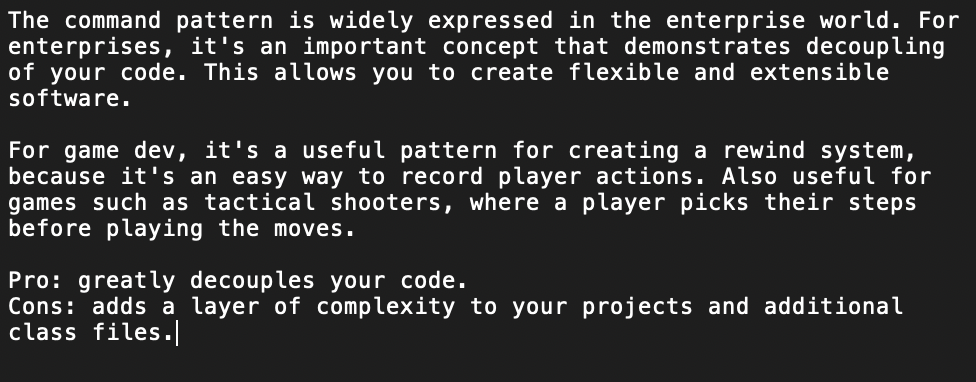 The command pattern is widely expressed in the enterprise world. For
enterprises, it's an important concept that demonstrates decoupling
of your code. This allows you to create flexible and extensible
software.

For game dev, it's a useful pattern for creating a rewind system,
because it's an easy way to record player actions. Also useful for
games such as tactical shooters, where a player picks their steps
before playing the moves.

Pro: greatly decouples your code.
Cons: adds a layer of complexity to your projects and additional
class files.